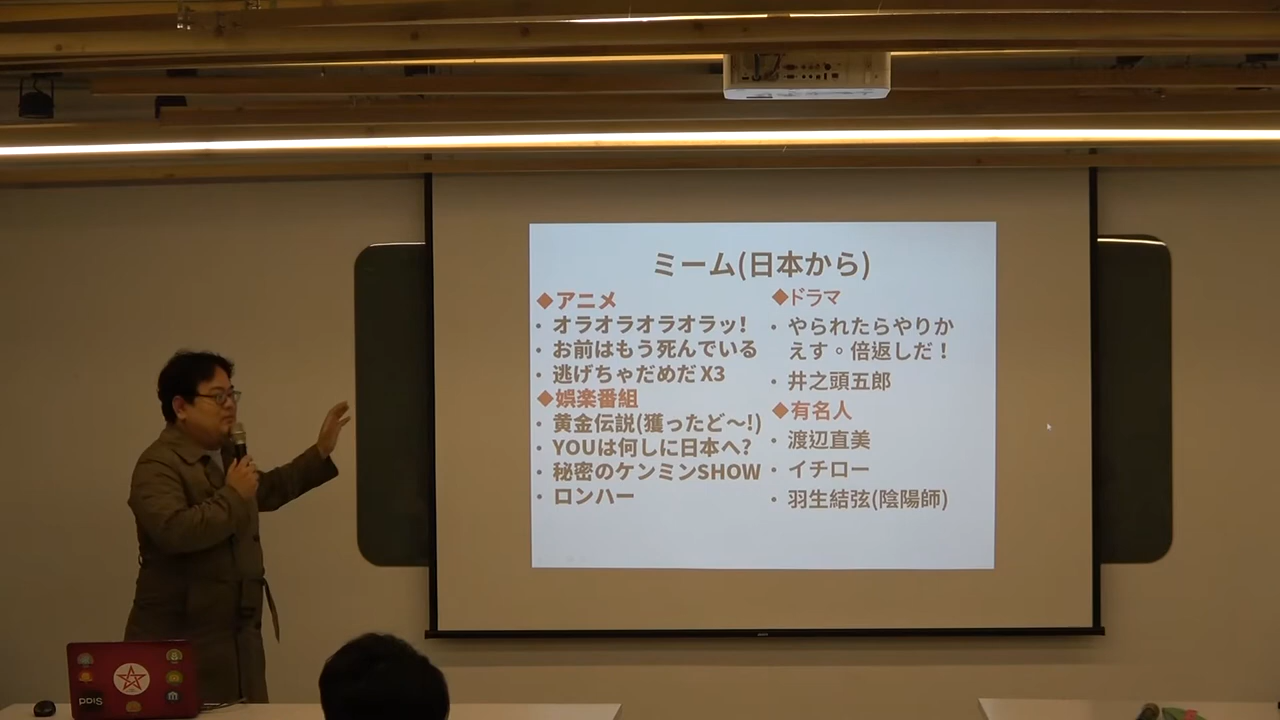 ミーム(日本から)
◆アニメ
・オラオラオラオラッ!
・お前はもう死んでいる
・逃げちゃだめだ X3
◆娯楽番組
・黄金伝説(獲ったど〜!)
・YOUは何しに日本へ?
・秘密のケンミンSHOW
・ロンハー
◆ドラマ
・やられたらやりか
えす。倍返しだ！
・井之頭五郎
◆有名人
・渡辺直美
・イチロー
・羽生結弦(陰陽師)
PDIS